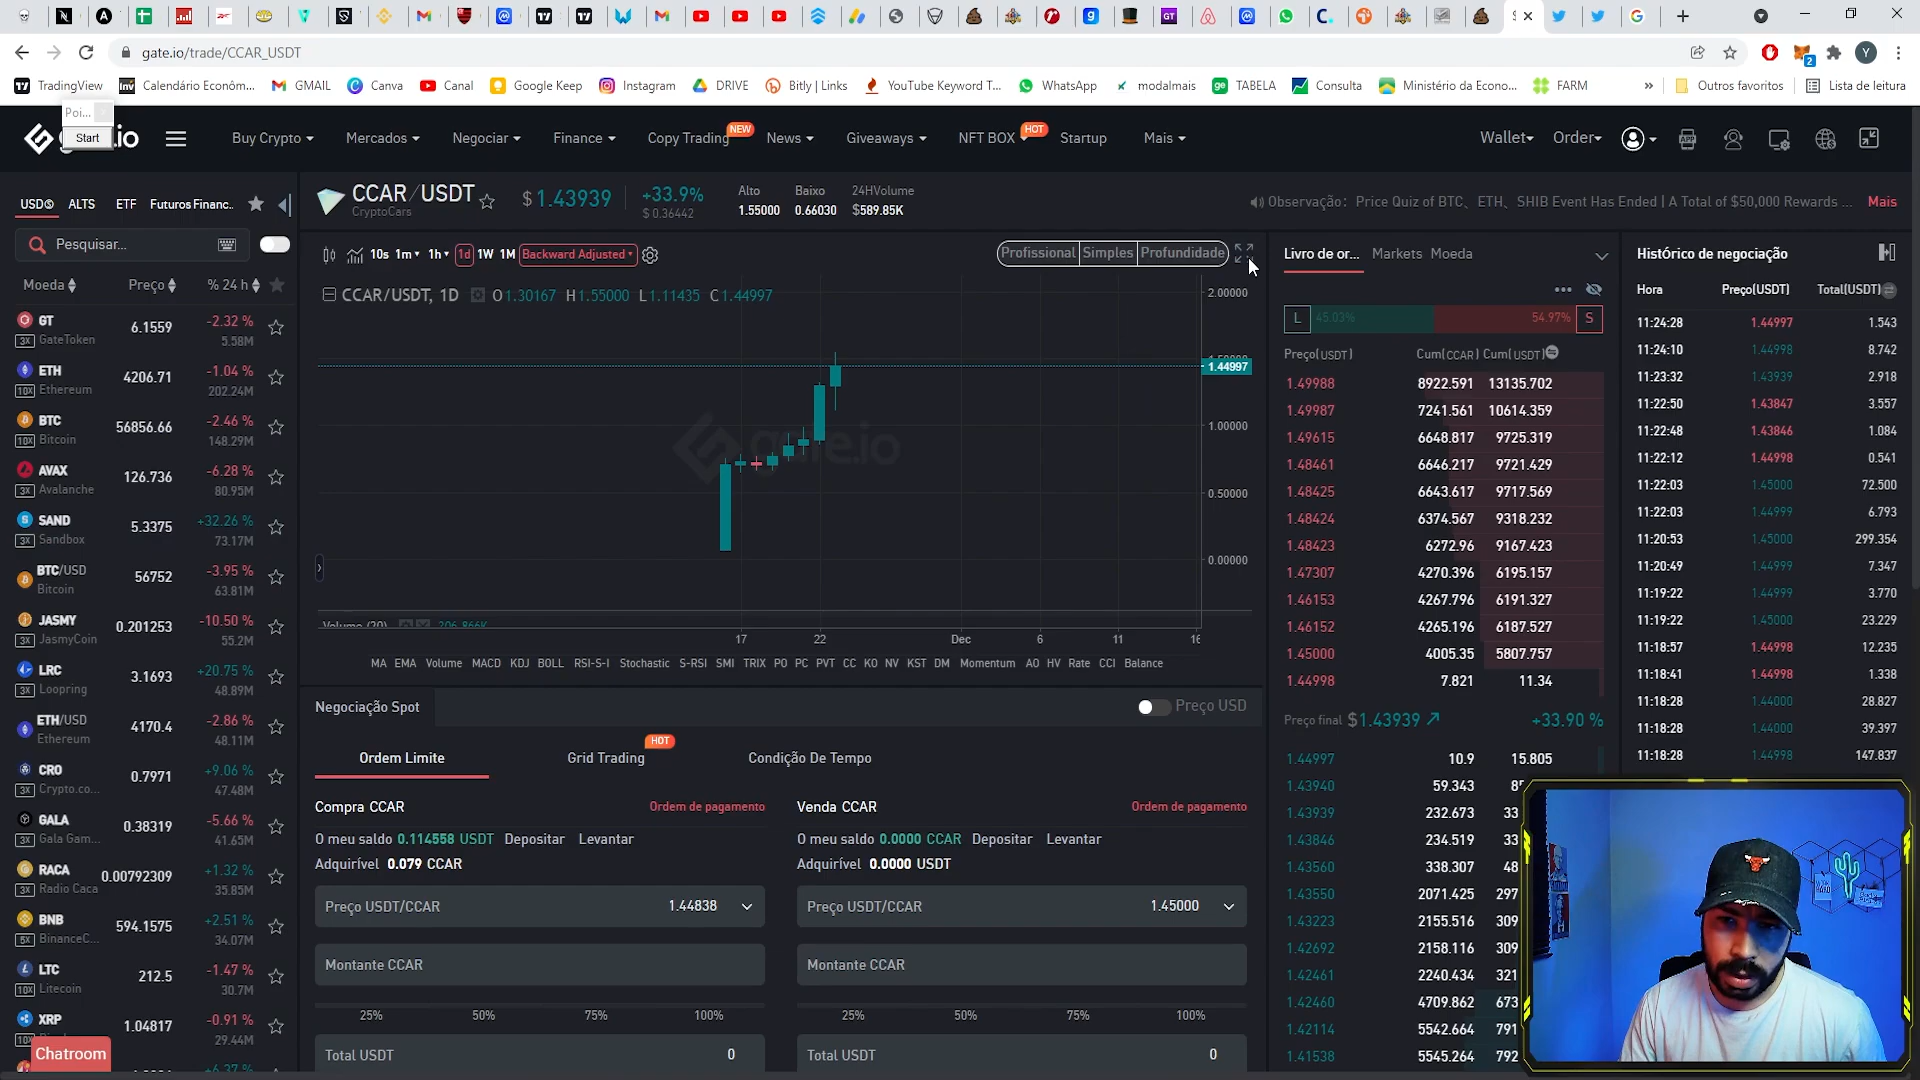 gate.io/trade/CCAR_USDT
TradingView
Calendário Econôm...
GMAIL
Canva
Canal
Google Keep
Instagram
DRIVE
Bitly | Links
YouTube Keyword T...
WhatsApp
modalmais
TABELA
Consulta
Ministério da Econo...
FARM
»
Outros favoritos
Lista de leitura
Poi...
Start
Buy Crypto
Mercados
Negociar
Finance
Copy Trading
NEW
News
Giveaways
NFT BOX
HOT
Startup
Mais
Wallet
Order
USD
ALTS
ETF
Futuros Financ..
CCAR/USDT
CryptoCars
$ 1.43939
+33.9%
$ 0.36442
Alto
1.55000
Baixo
0.66030
24HVolume
$589.85K
Observação: Price Quiz of BTC、ETH、SHIB Event Has Ended | A Total of $50,000 Rewards ...
Mais
Pesquisar...
Moeda Preço % 24 h
GT 6.1559 -2.32 %
3X GateToken 5.58M
ETH 4206.71 -1.04 %
10X Ethereum 202.24M
BTC 56856.66 -2.46 %
10X Bitcoin 148.29M
AVAX 126.736 -6.28 %
3X Avalanche 80.95M
SAND 5.3375 +32.26 %
3X Sandbox 73.17M
BTC/USD 56752 -3.95 %
Bitcoin 63.81M
JASMY 0.201253 -10.50 %
3X JasmyCoin 55.2M
LRC 3.1693 +20.75 %
3X Loopring 48.89M
ETH/USD 4170.4 -2.86 %
Ethereum 48.11M
CRO 0.7971 +9.06 %
3X Crypto.co... 47.48M
GALA 0.38319 -5.66 %
3X Gala Gam... 41.65M
RACA 0.00792309 +1.32 %
3X Radio Caca 35.85M
BNB 594.1575 +2.51 %
5X BinanceC... 34.07M
LTC 212.5 -1.47 %
10X Litecoin 30.7M
XRP 1.04817 -0.91 %
29.44M
+6.37 %
Chatroom
10s 1m 1h 1d 1W 1M Backward Adjusted
Profissional Simples Profundidade
CCAR/USDT, 1D O1.30167 H1.55000 L1.11435 C1.44997
gate.io
2.00000
1.44997
1.00000
0.50000
0.00000
Volume (20) 206.866K
17 22 Dec 6 11 16
MA EMA Volume MACD KDJ BOLL RSI-S-I Stochastic S-RSI SMI TRIX PO PC PVT CC KO NV KST DM Momentum AO HV Rate CCI Balance
Negociação Spot
Preço USD
Ordem Limite
Grid Trading
HOT
Condição De Tempo
Compra CCAR
Ordem de pagamento
O meu saldo 0.114558 USDT Depositar Levantar
Adquirível 0.079 CCAR
Preço USDT/CCAR 1.44838
Montante CCAR
25% 50% 75% 100%
Total USDT 0
Venda CCAR
Ordem de pagamento
O meu saldo 0.0000 CCAR Depositar Levantar
Adquirível 0.0000 USDT
Preço USDT/CCAR 1.45000
Montante CCAR
25% 50% 75% 100%
Total USDT 0
Livro de or... Markets Moeda
L 45.03% 54.97% S
Preço(USDT) Cum(CCAR) Cum(USDT)
1.49988 8922.591 13135.702
1.49987 7241.561 10614.359
1.49615 6648.817 9725.319
1.48461 6646.217 9721.429
1.48425 6643.617 9717.569
1.48424 6374.567 9318.232
1.48423 6272.96 9167.423
1.47307 4270.396 6195.157
1.46153 4267.796 6191.327
1.46152 4265.196 6187.527
1.45000 4005.35 5807.757
1.44998 7.821 11.34
Preço final $1.43939 +33.90 %
1.44997 10.9 15.805
1.43940 59.343
1.43939 232.673
1.43846 234.519
1.43560 338.307
1.43550 2071.425
1.43223 2155.516
1.42692 2158.116
1.42461 2240.434
1.42460 4709.862
1.42114 5542.664
1.41538 5545.264
Histórico de negociação
Hora Preço(USDT) Total(USDT)
11:24:28 1.44997 1.543
11:24:10 1.44998 8.742
11:23:32 1.43939 2.918
11:22:50 1.43847 3.557
11:22:48 1.43846 1.084
11:22:12 1.44998 0.541
11:22:03 1.45000 72.500
11:22:03 1.44999 6.793
11:20:53 1.45000 299.354
11:20:49 1.44999 7.347
11:19:22 1.44999 3.770
11:19:22 1.45000 23.229
11:18:57 1.44998 12.235
11:18:41 1.44998 1.338
11:18:28 1.44000 28.827
11:18:28 1.44000 39.397
11:18:28 1.44998 147.837